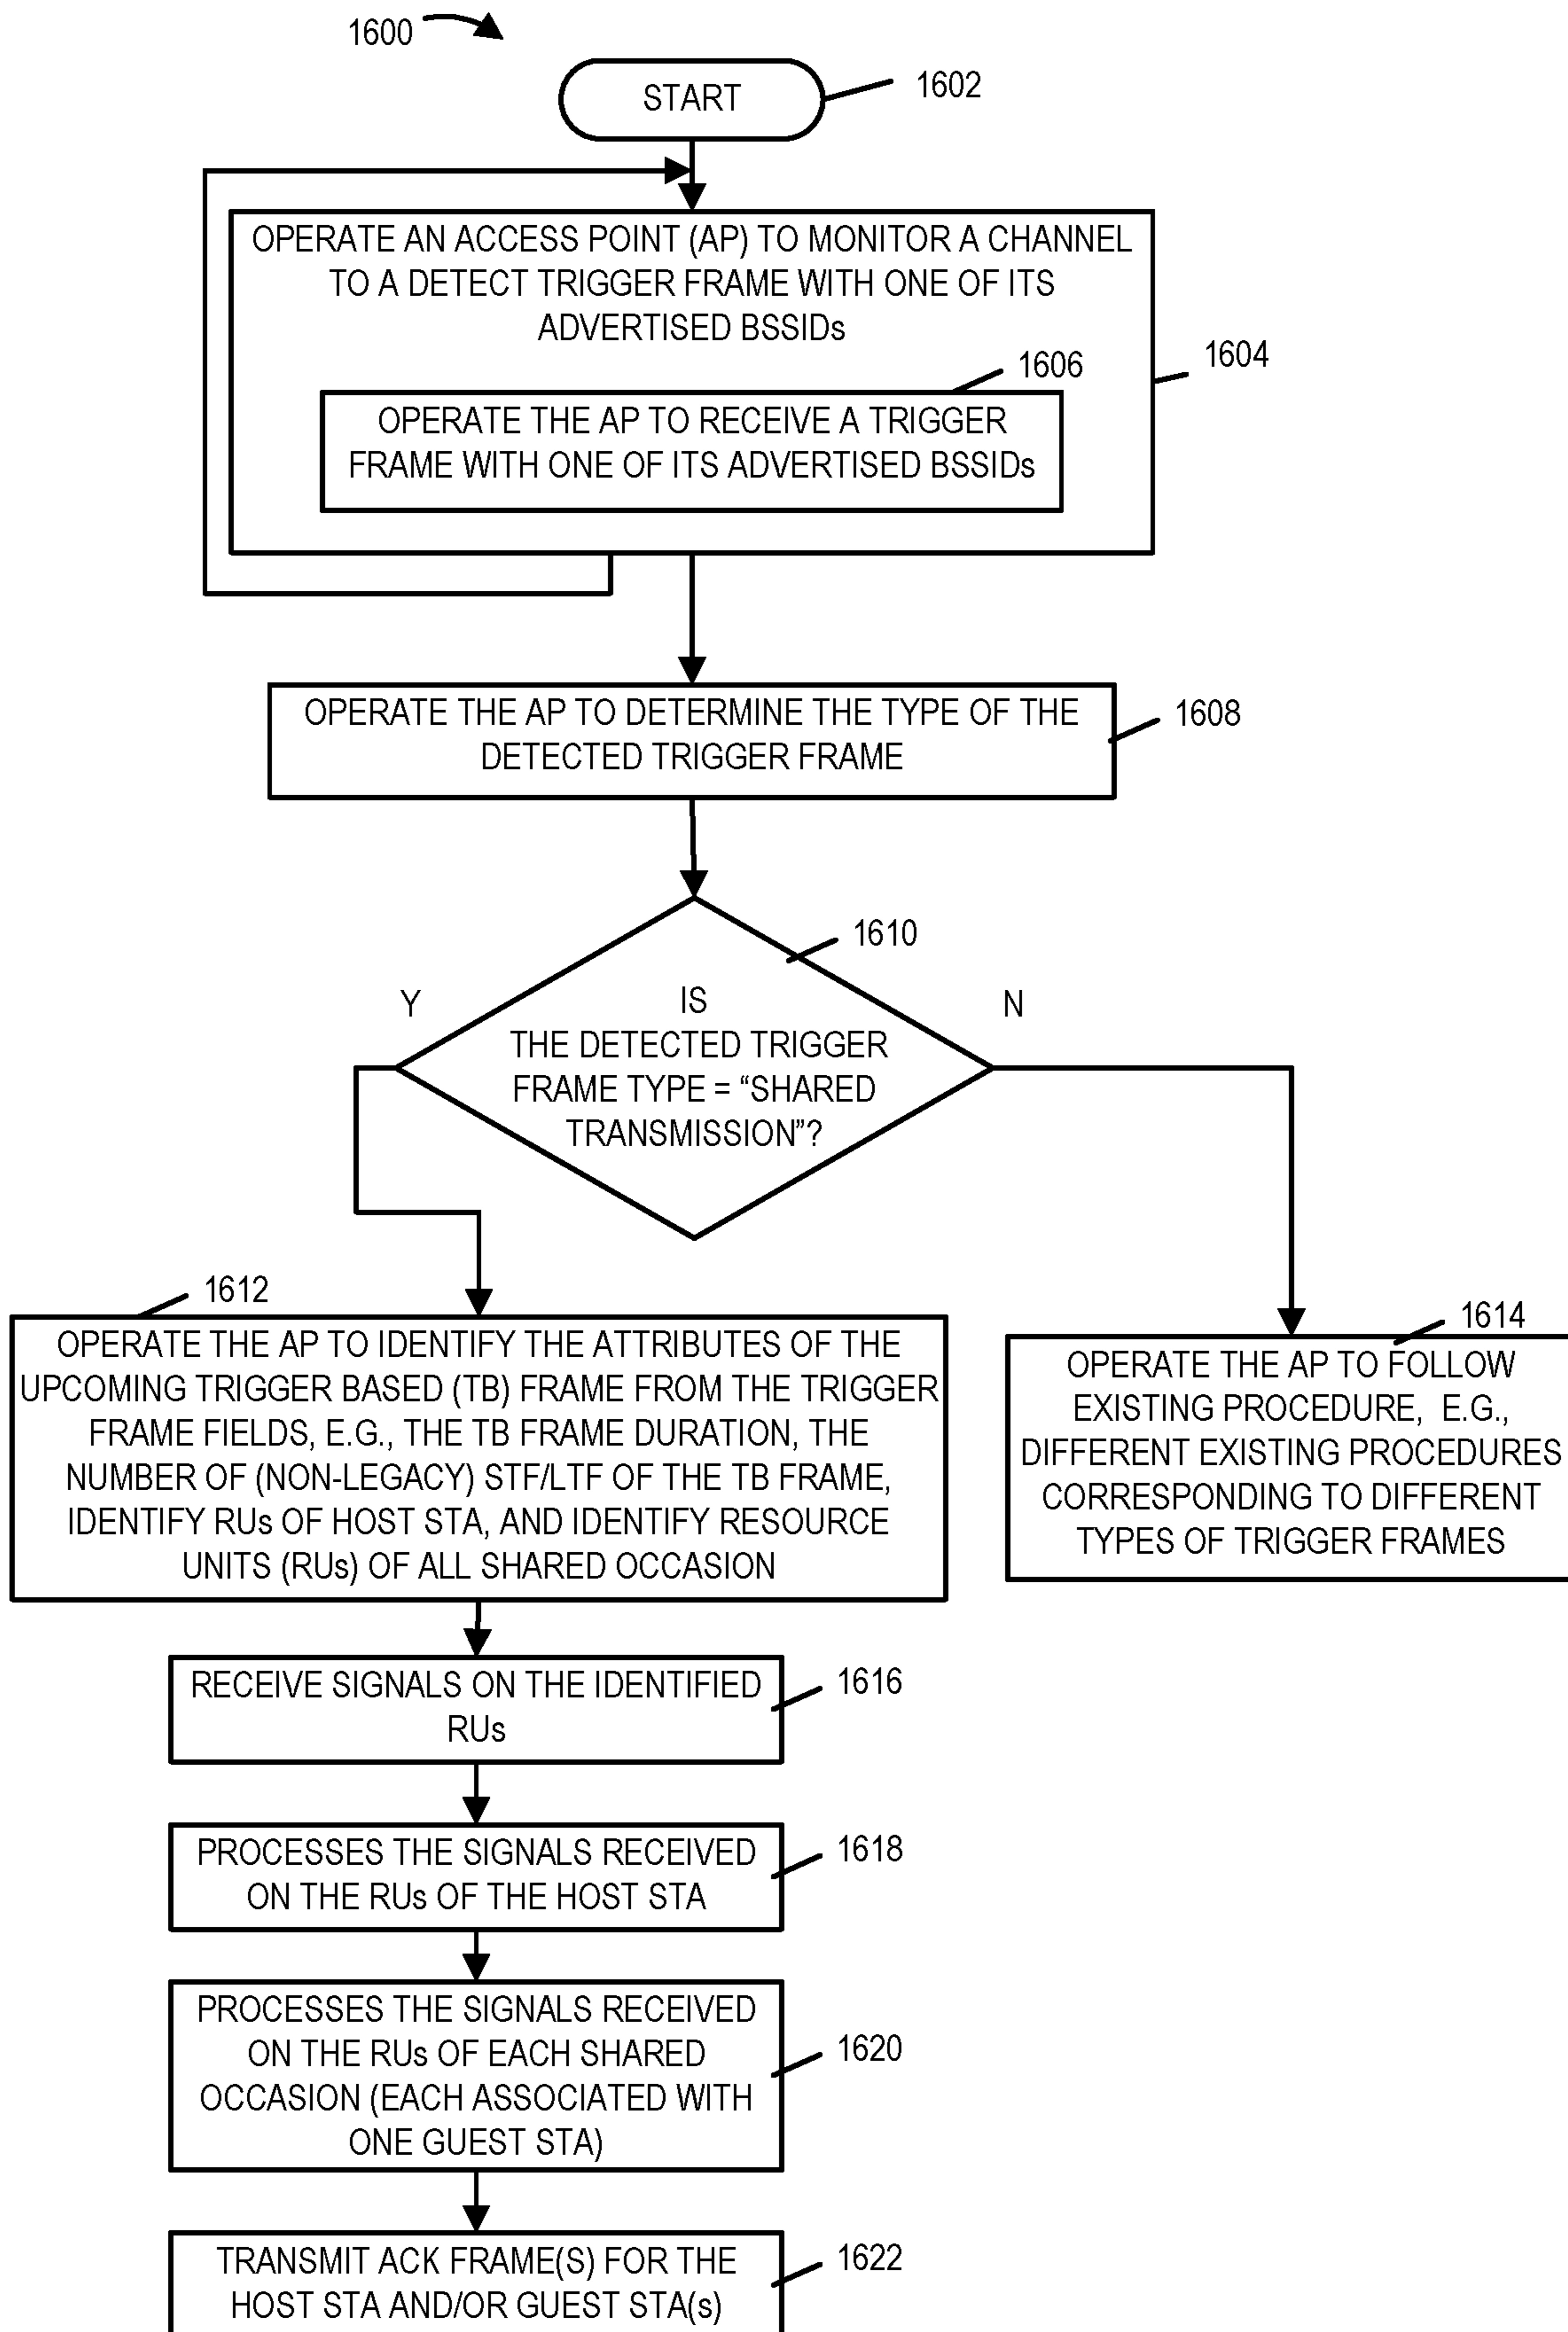 1600
START
1602
OPERATE AN ACCESS POINT (AP) TO MONITOR A CHANNEL
TO A DETECT TRIGGER FRAME WITH ONE OF ITS
ADVERTISED BSSIDs
1604
1606
OPERATE THE AP TO RECEIVE A TRIGGER
FRAME WITH ONE OF ITS ADVERTISED BSSIDs
OPERATE THE AP TO DETERMINE THE TYPE OF THE
DETECTED TRIGGER FRAME
1608
1610
Y
IS
THE DETECTED TRIGGER
FRAME TYPE = “SHARED
TRANSMISSION”?
N
1612
OPERATE THE AP TO IDENTIFY THE ATTRIBUTES OF THE
UPCOMING TRIGGER BASED (TB) FRAME FROM THE TRIGGER
FRAME FIELDS, E.G., THE TB FRAME DURATION, THE
NUMBER OF (NON-LEGACY) STF/LTF OF THE TB FRAME,
IDENTIFY RUs OF HOST STA, AND IDENTIFY RESOURCE
UNITS (RUs) OF ALL SHARED OCCASION
1614
OPERATE THE AP TO FOLLOW
EXISTING PROCEDURE, E.G.,
DIFFERENT EXISTING PROCEDURES
CORRESPONDING TO DIFFERENT
TYPES OF TRIGGER FRAMES
RECEIVE SIGNALS ON THE IDENTIFIED
RUs
1616
PROCESSES THE SIGNALS RECEIVED
ON THE RUs OF THE HOST STA
1618
PROCESSES THE SIGNALS RECEIVED
ON THE RUs OF EACH SHARED
OCCASION (EACH ASSOCIATED WITH
ONE GUEST STA)
1620
TRANSMIT ACK FRAME(S) FOR THE
HOST STA AND/OR GUEST STA(s)
1622